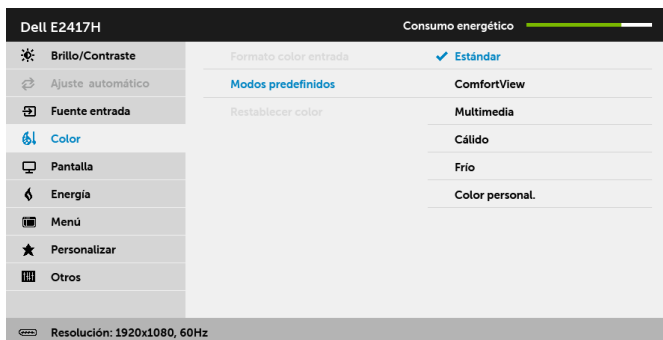 Dell E2417H Consumo energético
Brillo/Contraste Formato color entrada Estándar
Ajuste automático Modos predefinidos ComfortView
Fuente entrada Restablecer color Multimedia
Color Cálido
Pantalla Frío
Energía Color personal.
Menú
Personalizar
Otros
Resolución: 1920x1080, 60Hz